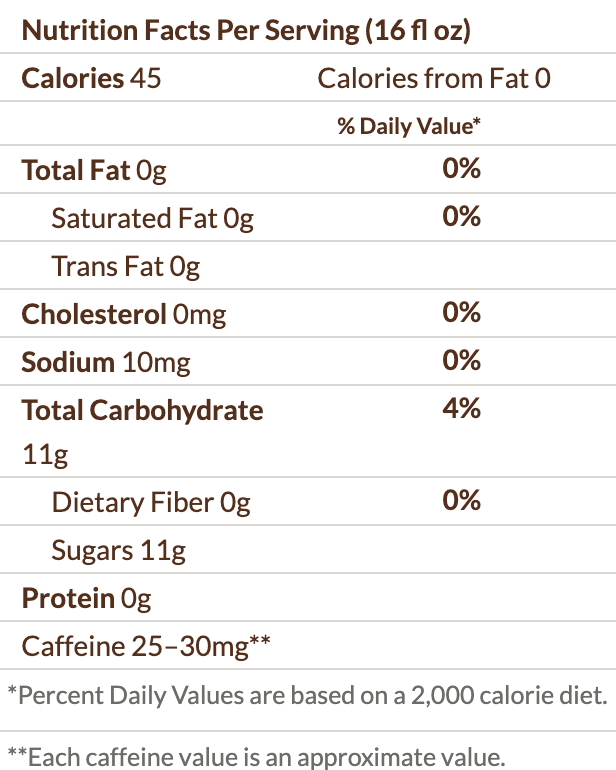 Nutrition Facts Per Serving (16 fl oz)
Calories 45 Calories from Fat 0
% Daily Value*
Total Fat 0g 0%
Saturated Fat 0g 0%
Trans Fat 0g
Cholesterol 0mg 0%
Sodium 10mg 0%
Total Carbohydrate 4%
11g
Dietary Fiber 0g 0%
Sugars 11g
Protein 0g
Caffeine 25–30mg**
*Percent Daily Values are based on a 2,000 calorie diet.
**Each caffeine value is an approximate value.